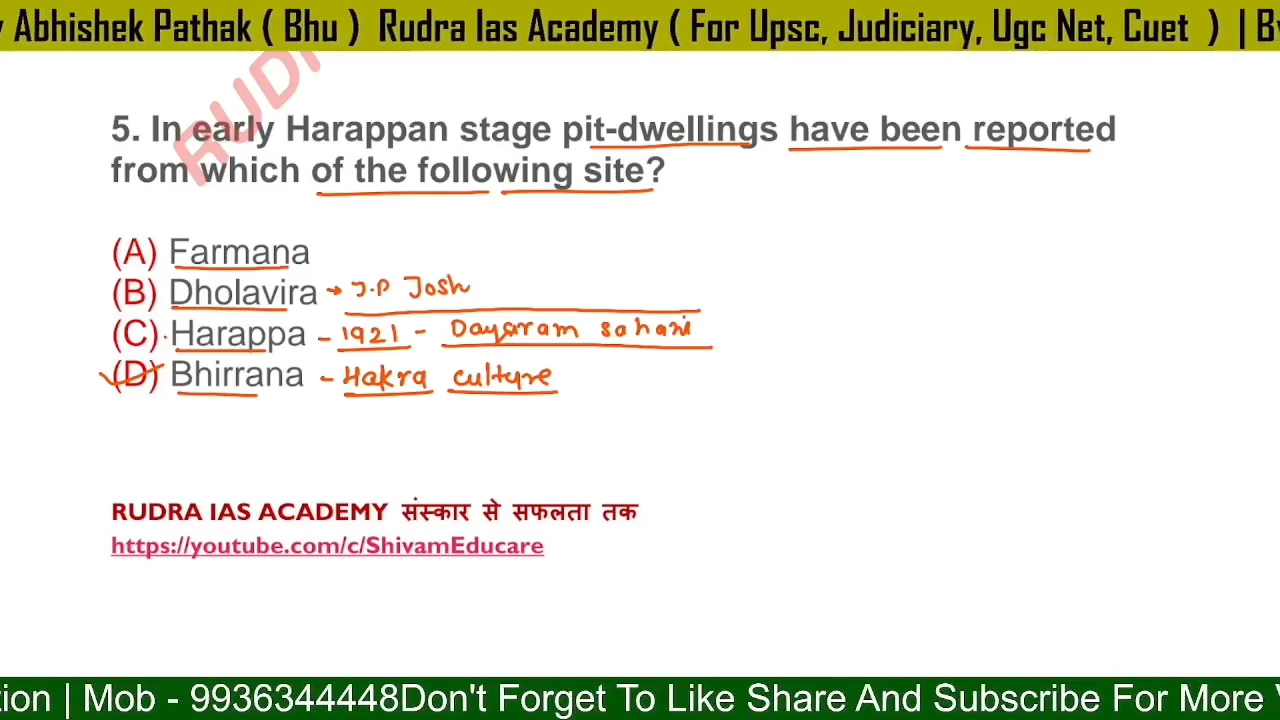 y Abhishek Pathak ( Bhu ) Rudra Ias Academy ( For Upsc, Judiciary, Ugc Net, Cuet ) | By
RUDR
5. In early Harappan stage pit-dwellings have been reported
from which of the following site?
(A) Farmana
(B) Dholavira → J.P Josh
(C) Harappa - 1921 - Dayaram Sahani
(D) Bhirrana - Hakra culture
RUDRA IAS ACADEMY संस्कार से सफलता तक
https://youtube.com/c/ShivamEducare
tion | Mob - 9936344448Don't Forget To Like Share And Subscribe For More V